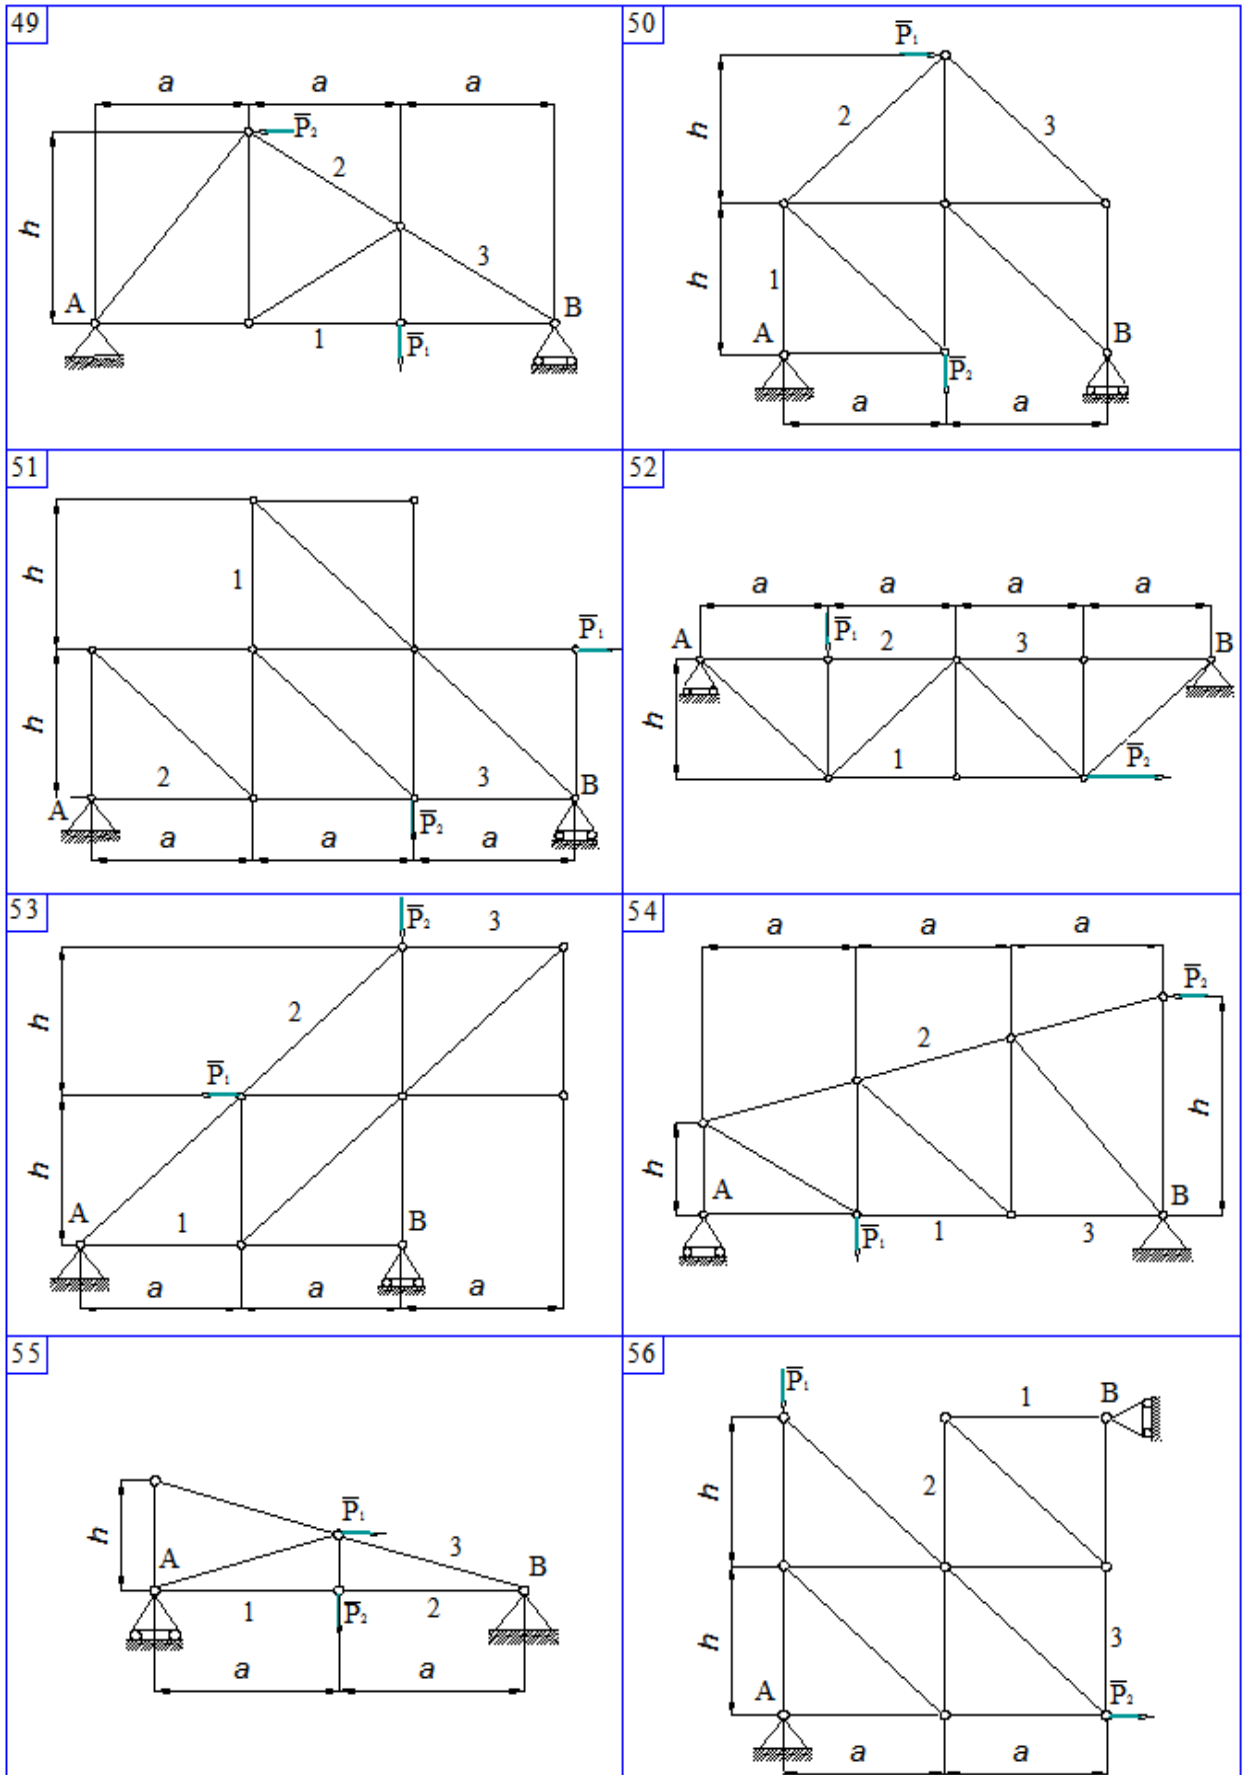 49
a a a
P̅₂
2
h
3
A B
1
P̅₁
50
P̅₁
2 3
h
h
1
A B
P̅₂
a a
51
h
1
P̅₁
h
2 3
A B
P̅₂
a a a
52
a a a a
A P̅₁ B
2 3
h
1 P̅₂
53
P̅₂ 3
h
2
P̅₁
h
A 1 B
a a a
54
a a a
P̅₂
2
h h
A B
P̅₁ 1 3
55
h
P̅₁
A 3 B
1 P̅₂ 2
a a
56
P̅₁ 1 B
h
2
h
3
A P̅₂
a a